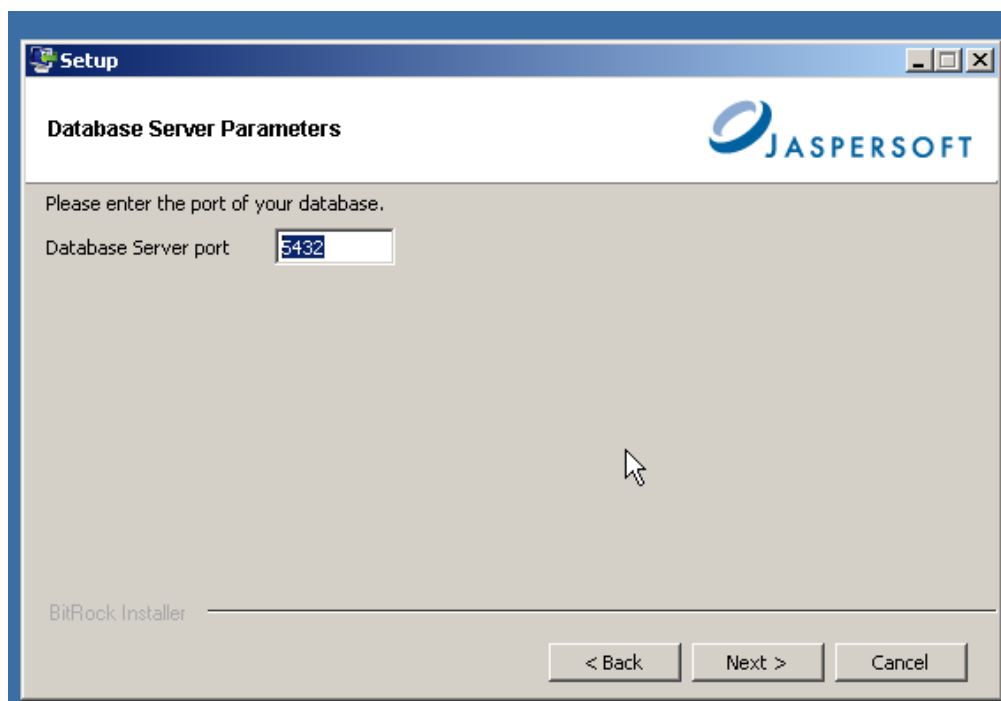 Setup
Database Server Parameters
JASPERSOFT
Please enter the port of your database.
Database Server port 5432
BitRock Installer
< Back Next > Cancel